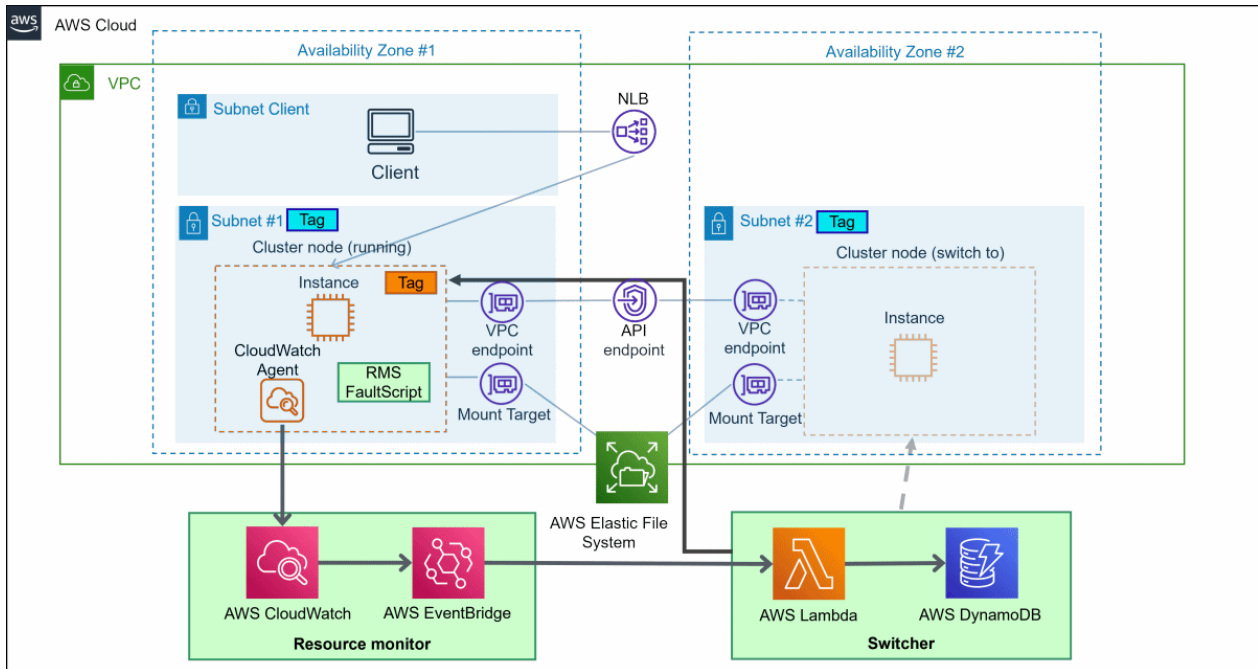 aws
AWS Cloud
Availability Zone #1
Availability Zone #2
VPC
Subnet Client
NLB
Client
Subnet #1
Tag
Subnet #2
Tag
Cluster node (running)
Cluster node (switch to)
Instance
Tag
Instance
VPC
endpoint
API
endpoint
VPC
endpoint
CloudWatch
Agent
RMS
FaultScript
Mount Target
Mount Target
AWS Elastic File
System
AWS CloudWatch
AWS EventBridge
AWS Lambda
AWS DynamoDB
Resource monitor
Switcher